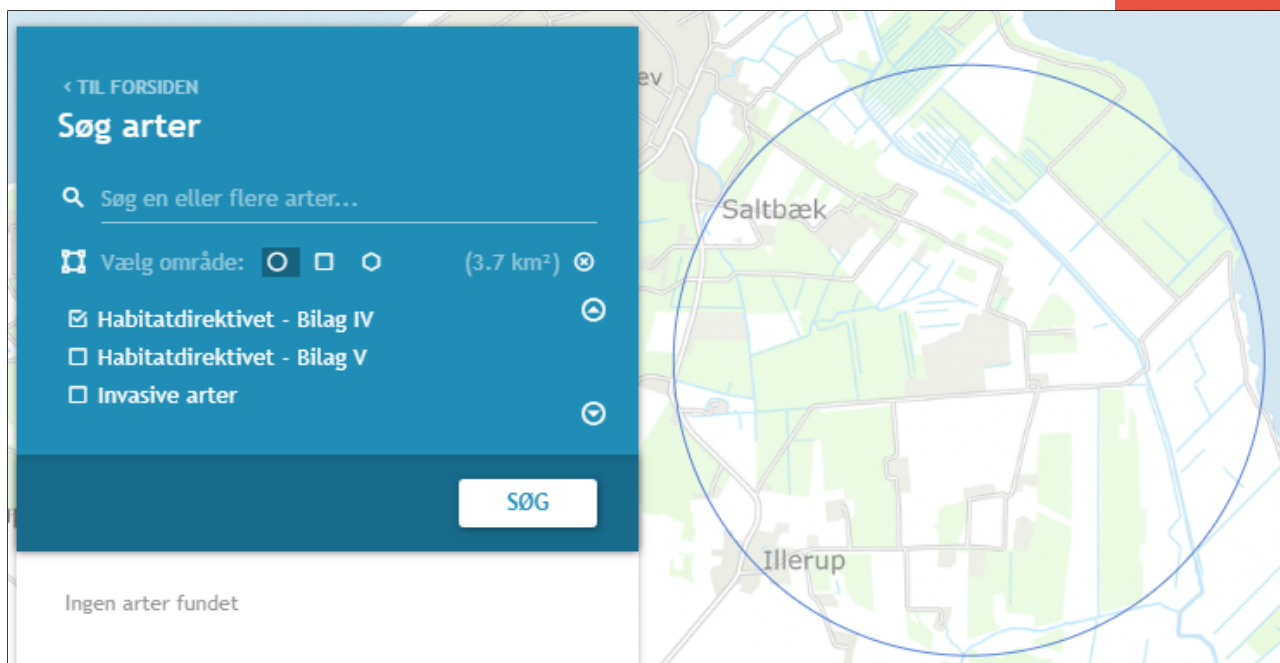 ‹ TIL FORSIDEN
Søg arter
Søg en eller flere arter...
Vælg område: (3.7 km²)
Habitatdirektivet - Bilag IV
Habitatdirektivet - Bilag V
Invasive arter
SØG
Ingen arter fundet
ev
Saltbæk
Illerup